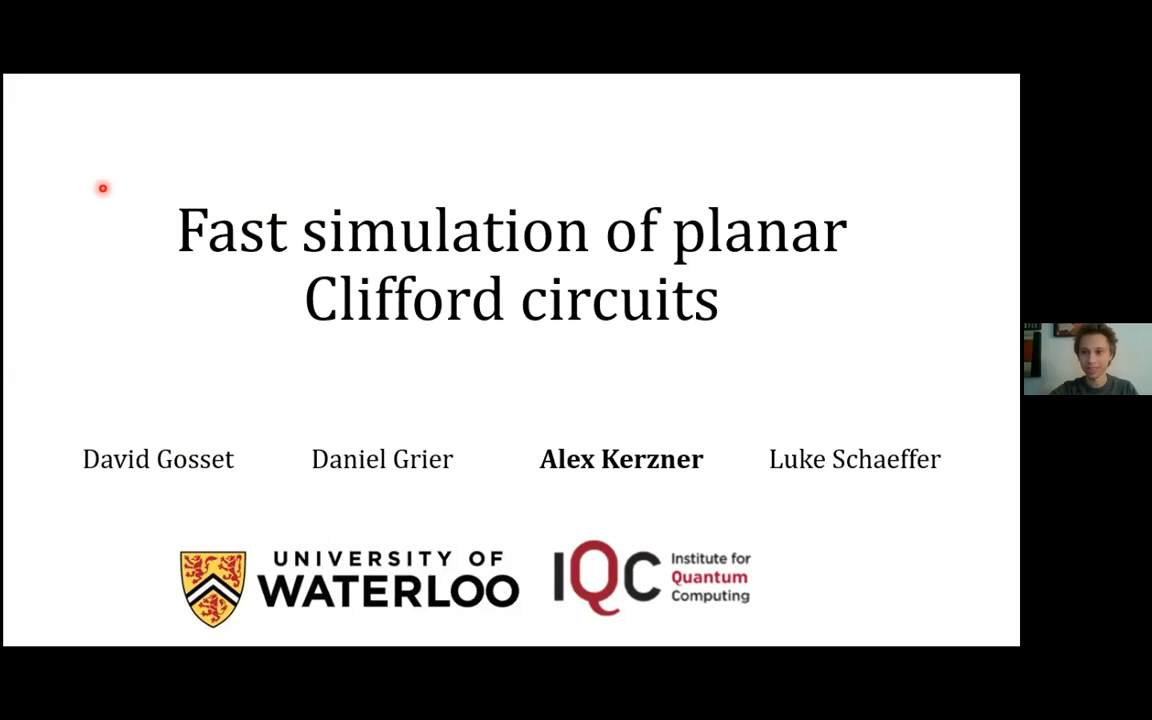 Fast simulation of planar
Clifford circuits
David Gosset Daniel Grier Alex Kerzner Luke Schaeffer
UNIVERSITY OF
WATERLOO
IQC
Institute for
Quantum
Computing